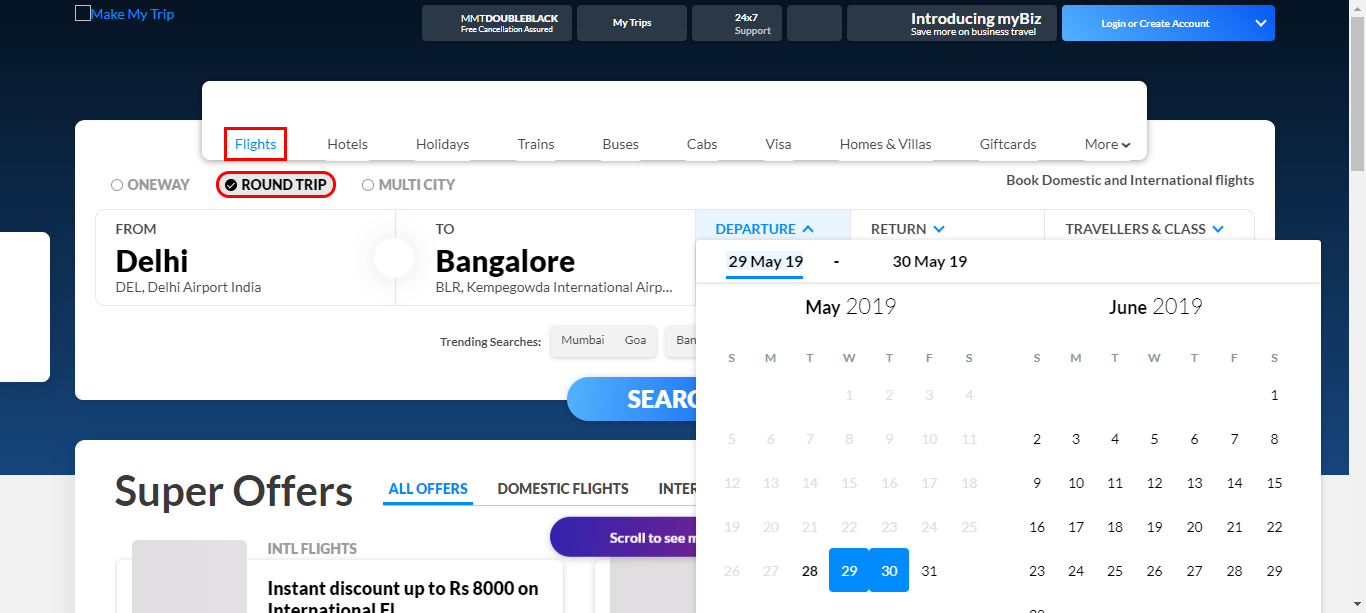 Make My Trip
MMTDOUBLEBLACK
Free Cancellation Assured
My Trips
24x7
Support
Introducing myBiz
Save more on business travel
Login or Create Account
Flights Hotels Holidays Trains Buses Cabs Visa Homes & Villas Giftcards More
ONEWAY ROUND TRIP MULTI CITY
Book Domestic and International flights
FROM
Delhi
DEL, Delhi Airport India
TO
Bangalore
BLR, Kempegowda International Airp...
DEPARTURE RETURN TRAVELLERS & CLASS
29 May 19 - 30 May 19
May 2019
S M T W T F S
1 2 3 4
5 6 7 8 9 10 11
12 13 14 15 16 17 18
19 20 21 22 23 24 25
26 27 28 29 30 31
June 2019
S M T W T F S
1
2 3 4 5 6 7 8
9 10 11 12 13 14 15
16 17 18 19 20 21 22
23 24 25 26 27 28 29
Trending Searches: Mumbai Goa Ban
SEARC
Super Offers
ALL OFFERS DOMESTIC FLIGHTS INTER
Scroll to see m
INTL FLIGHTS
Instant discount up to Rs 8000 on
International Fl